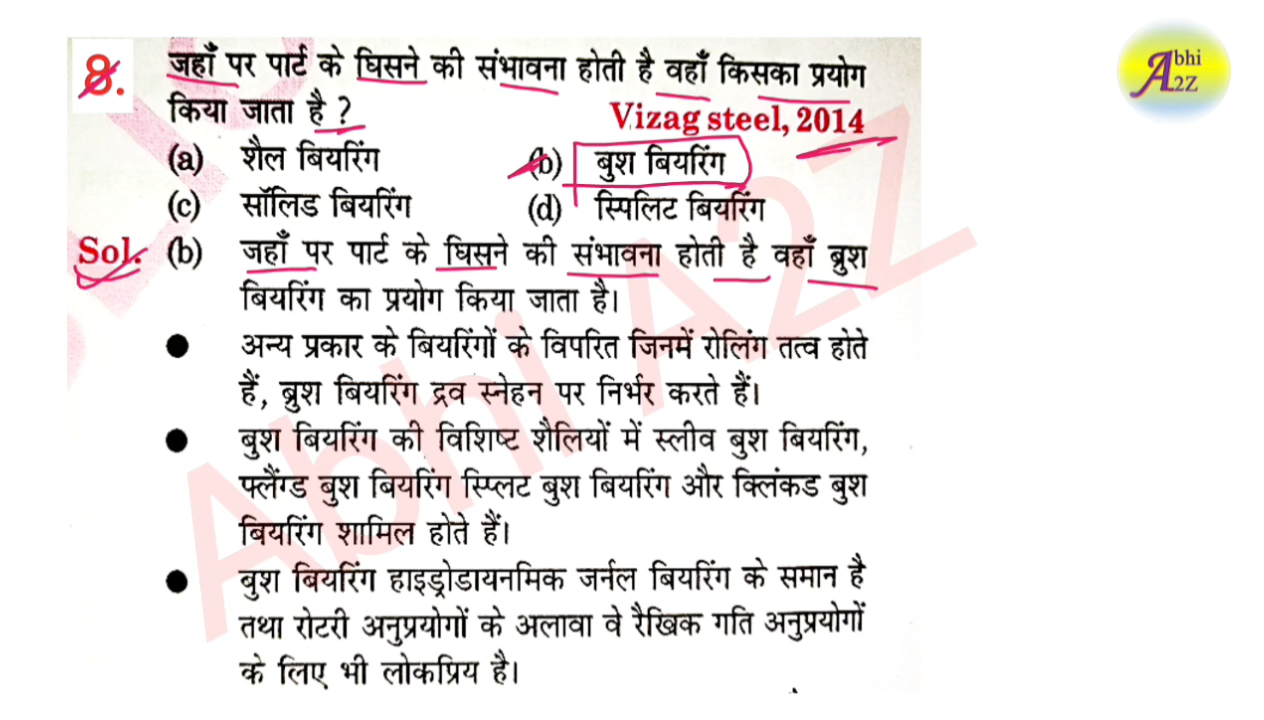 8. जहाँ पर पार्ट के घिसने की संभावना होती है वहाँ किसका प्रयोग
किया जाता है ? Vizag steel, 2014
(a) शैल बियरिंग (b) बुश बियरिंग
(c) सॉलिड बियरिंग (d) स्पिलिट बियरिंग
Sol. (b) जहाँ पर पार्ट के घिसने की संभावना होती है वहाँ ब्रुश
बियरिंग का प्रयोग किया जाता है।
● अन्य प्रकार के बियरिंगों के विपरित जिनमें रोलिंग तत्व होते
हैं, ब्रुश बियरिंग द्रव स्नेहन पर निर्भर करते हैं।
● बुश बियरिंग की विशिष्ट शैलियों में स्लीव बुश बियरिंग,
फ्लैंग्ड बुश बियरिंग स्प्लिट बुश बियरिंग और क्लिंकड बुश
बियरिंग शामिल होते हैं।
● बुश बियरिंग हाइड्रोडायनमिक जर्नल बियरिंग के समान है
तथा रोटरी अनुप्रयोगों के अलावा वे रैखिक गति अनुप्रयोगों
के लिए भी लोकप्रिय है।
Abhi A2Z
Abhi
A2Z